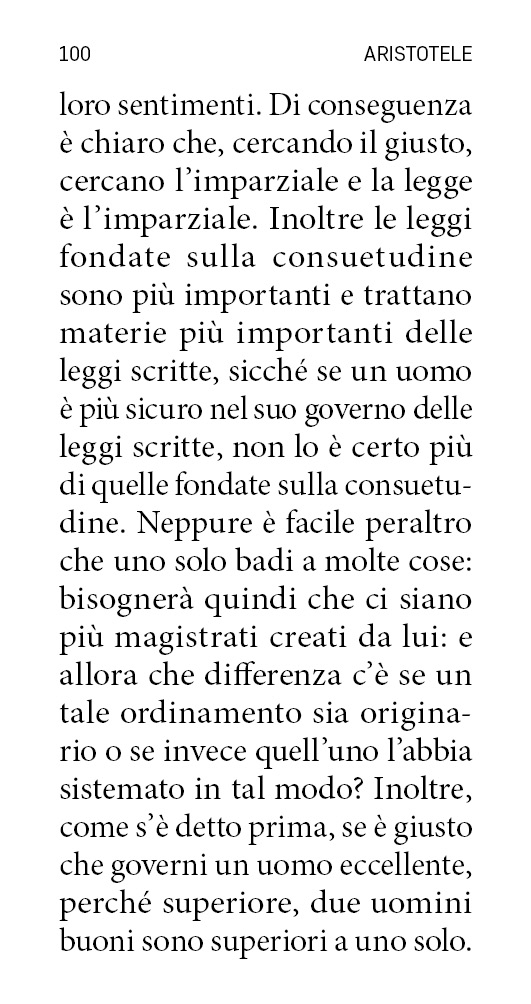 100 ARISTOTELE
loro sentimenti. Di conseguenza
è chiaro che, cercando il giusto,
cercano l’imparziale e la legge
è l’imparziale. Inoltre le leggi
fondate sulla consuetudine
sono più importanti e trattano
materie più importanti delle
leggi scritte, sicché se un uomo
è più sicuro nel suo governo delle
leggi scritte, non lo è certo più
di quelle fondate sulla consuetu-
dine. Neppure è facile peraltro
che uno solo badi a molte cose:
bisognerà quindi che ci siano
più magistrati creati da lui: e
allora che differenza c’è se un
tale ordinamento sia origina-
rio o se invece quell’uno l’abbia
sistemato in tal modo? Inoltre,
come s’è detto prima, se è giusto
che governi un uomo eccellente,
perché superiore, due uomini
buoni sono superiori a uno solo.